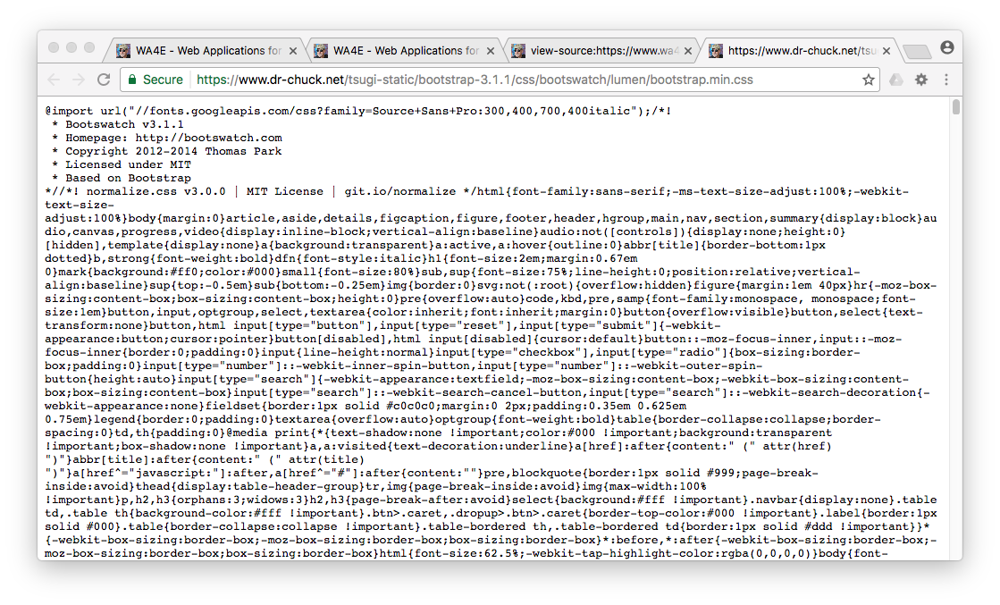 WA4E - Web Applications for
WA4E - Web Applications for
view-source:https://www.wa4
https://www.dr-chuck.net/tsu
Secure
https://www.dr-chuck.net/tsugi-static/bootstrap-3.1.1/css/bootswatch/lumen/bootstrap.min.css
@import url("//fonts.googleapis.com/css?family=Source+Sans+Pro:300,400,700,400italic");/*!
 * Bootswatch v3.1.1
 * Homepage: http://bootswatch.com
 * Copyright 2012-2014 Thomas Park
 * Licensed under MIT
 * Based on Bootstrap
*//*! normalize.css v3.0.0 | MIT License | git.io/normalize */html{font-family:sans-serif;-ms-text-size-adjust:100%;-webkit-
text-size-
adjust:100%}body{margin:0}article,aside,details,figcaption,figure,footer,header,hgroup,main,nav,section,summary{display:block}au
dio,canvas,progress,video{display:inline-block;vertical-align:baseline}audio:not([controls]){display:none;height:0}
[hidden],template{display:none}a{background:transparent}a:active,a:hover{outline:0}abbr[title]{border-bottom:1px
dotted}b,strong{font-weight:bold}dfn{font-style:italic}h1{font-size:2em;margin:0.67em
0}mark{background:#ff0;color:#000}small{font-size:80%}sub,sup{font-size:75%;line-height:0;position:relative;vertical-
align:baseline}sup{top:-0.5em}sub{bottom:-0.25em}img{border:0}svg:not(:root){overflow:hidden}figure{margin:1em 40px}hr{-moz-box-
sizing:content-box;box-sizing:content-box;height:0}pre{overflow:auto}code,kbd,pre,samp{font-family:monospace, monospace;font-
size:1em}button,input,optgroup,select,textarea{color:inherit;font:inherit;margin:0}button{overflow:visible}button,select{text-
transform:none}button,html input[type="button"],input[type="reset"],input[type="submit"]{-webkit-
appearance:button;cursor:pointer}button[disabled],html input[disabled]{cursor:default}button::-moz-focus-inner,input::-moz-
focus-inner{border:0;padding:0}input{line-height:normal}input[type="checkbox"],input[type="radio"]{box-sizing:border-
box;padding:0}input[type="number"]::-webkit-inner-spin-button,input[type="number"]::-webkit-outer-spin-
button{height:auto}input[type="search"]{-webkit-appearance:textfield;-moz-box-sizing:content-box;-webkit-box-sizing:content-
box;box-sizing:content-box}input[type="search"]::-webkit-search-cancel-button,input[type="search"]::-webkit-search-decoration{-
webkit-appearance:none}fieldset{border:1px solid #c0c0c0;margin:0 2px;padding:0.35em 0.625em
0.75em}legend{border:0;padding:0}textarea{overflow:auto}optgroup{font-weight:bold}table{border-collapse:collapse;border-
spacing:0}td,th{padding:0}@media print{*{text-shadow:none !important;color:#000 !important;background:transparent
!important;box-shadow:none !important}a,a:visited{text-decoration:underline}a[href]:after{content:" (" attr(href)
")"}abbr[title]:after{content:" (" attr(title)
")"}a[href^="javascript:"]:after,a[href^="#"]:after{content:""}pre,blockquote{border:1px solid #999;page-break-
inside:avoid}thead{display:table-header-group}tr,img{page-break-inside:avoid}img{max-width:100%
!important}p,h2,h3{orphans:3;widows:3}h2,h3{page-break-after:avoid}select{background:#fff !important}.navbar{display:none}.table
td,.table th{background-color:#fff !important}.btn>.caret,.dropup>.btn>.caret{border-top-color:#000 !important}.label{border:1px
solid #000}.table{border-collapse:collapse !important}.table-bordered th,.table-bordered td{border:1px solid #ddd !important}}*
{-webkit-box-sizing:border-box;-moz-box-sizing:border-box;box-sizing:border-box}*:before,*:after{-webkit-box-sizing:border-box;-
moz-box-sizing:border-box;box-sizing:border-box}html{font-size:62.5%;-webkit-tap-highlight-color:rgba(0,0,0,0)}body{font-